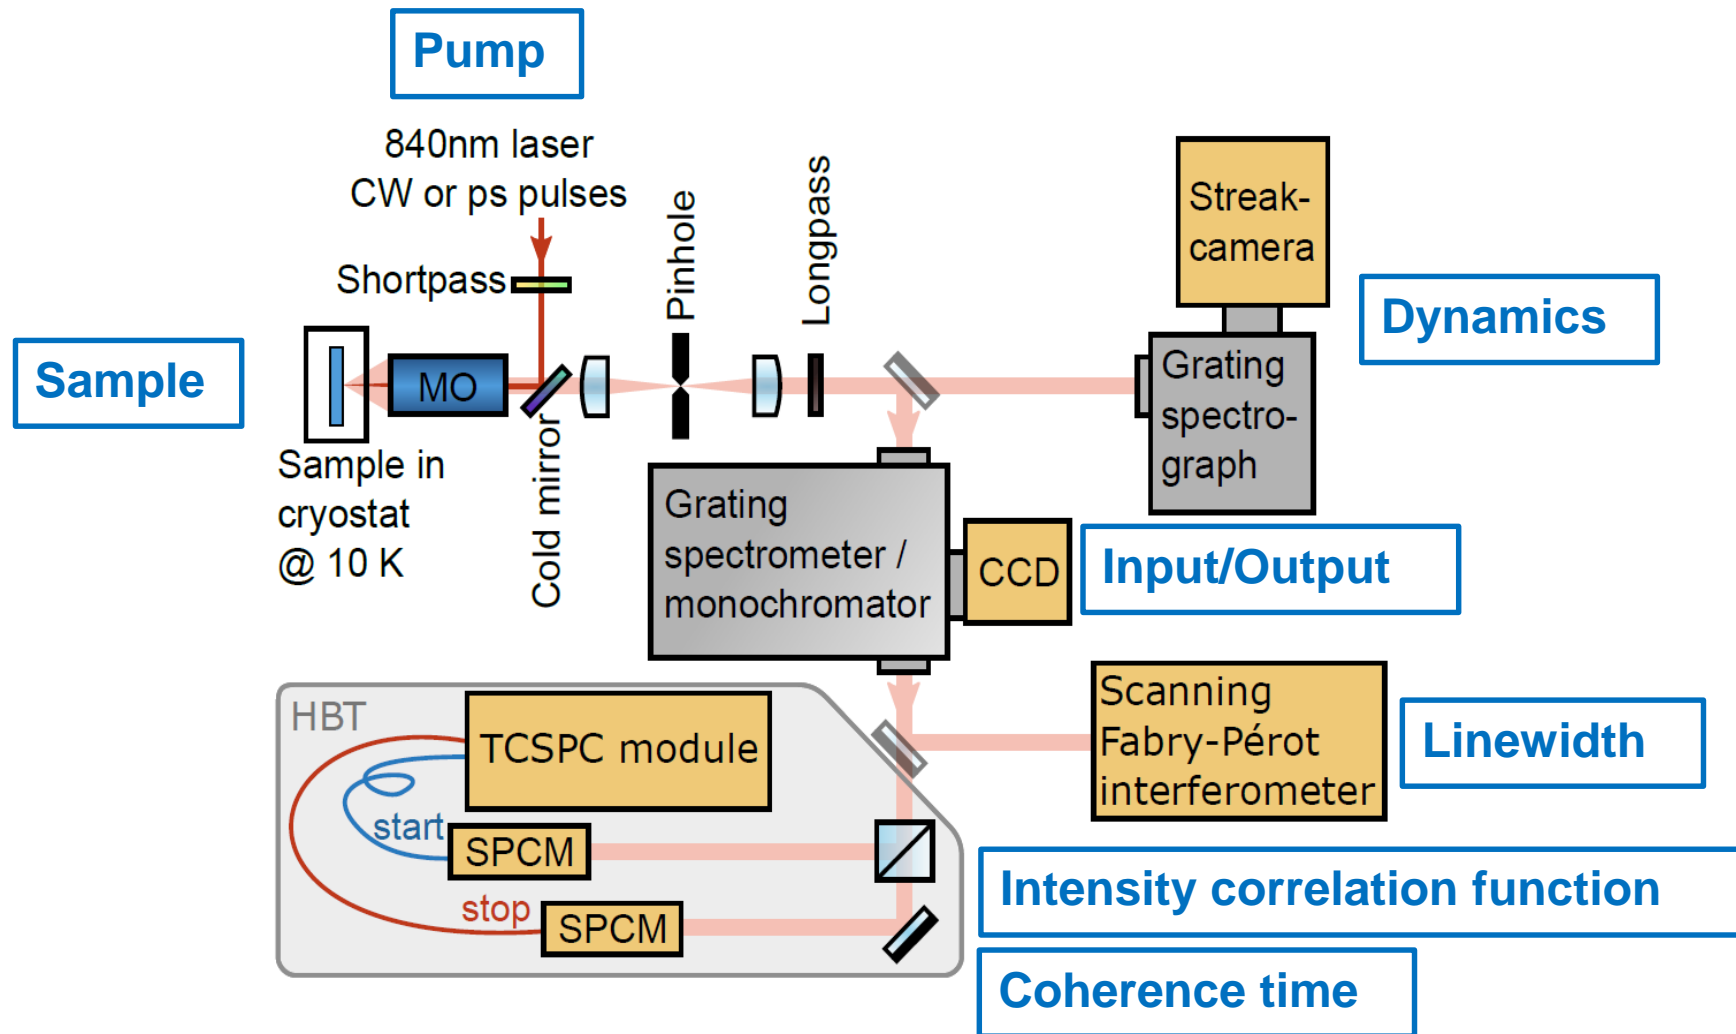 Pump
840nm laser
CW or ps pulses
Shortpass
Pinhole
Longpass
Streak-
camera
Dynamics
Sample
MO
Grating
spectro-
graph
Sample in
cryostat
@ 10 K
Cold mirror
Grating
spectrometer /
monochromator
CCD
Input/Output
HBT
TCSPC module
Scanning
Fabry-Pérot
interferometer
Linewidth
start
SPCM
stop
SPCM
Intensity correlation function
Coherence time